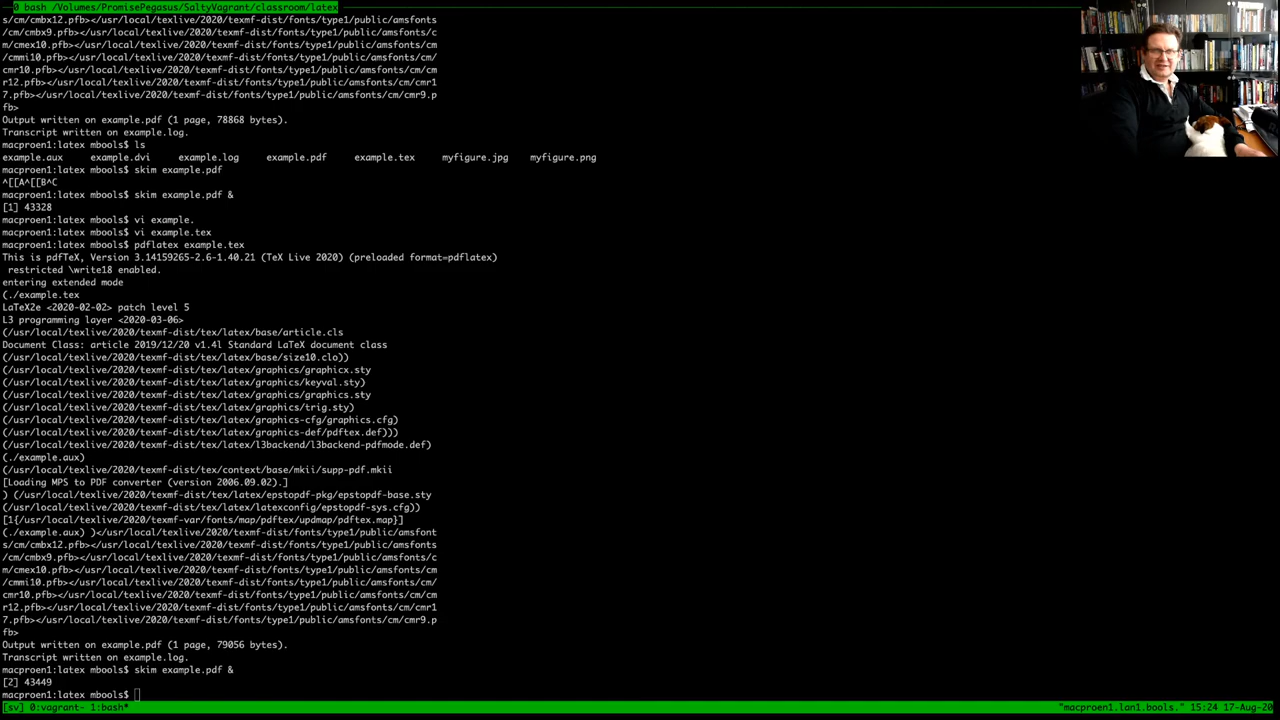 0 bash /Volumes/PromisePegasus/SaltyVagrant/classroom/latex
s/cm/cmbx12.pfb></usr/local/texlive/2020/texmf-dist/fonts/type1/public/amsfonts
/cm/cmbx9.pfb></usr/local/texlive/2020/texmf-dist/fonts/type1/public/amsfonts/c
m/cmex10.pfb></usr/local/texlive/2020/texmf-dist/fonts/type1/public/amsfonts/cm
/cmmi10.pfb></usr/local/texlive/2020/texmf-dist/fonts/type1/public/amsfonts/cm/
cmr10.pfb></usr/local/texlive/2020/texmf-dist/fonts/type1/public/amsfonts/cm/cm
r12.pfb></usr/local/texlive/2020/texmf-dist/fonts/type1/public/amsfonts/cm/cmr1
7.pfb></usr/local/texlive/2020/texmf-dist/fonts/type1/public/amsfonts/cm/cmr9.p
fb>
Output written on example.pdf (1 page, 78868 bytes).
Transcript written on example.log.
macproen1:latex mbools$ ls
example.aux example.dvi example.log example.pdf example.tex myfigure.jpg myfigure.png
macproen1:latex mbools$ skim example.pdf
^[[A^[[B^C
macproen1:latex mbools$ skim example.pdf &
[1] 43328
macproen1:latex mbools$ vi example.
macproen1:latex mbools$ vi example.tex
macproen1:latex mbools$ pdflatex example.tex
This is pdfTeX, Version 3.14159265-2.6-1.40.21 (TeX Live 2020) (preloaded format=pdflatex)
restricted \write18 enabled.
entering extended mode
(./example.tex
LaTeX2e <2020-02-02> patch level 5
L3 programming layer <2020-03-06>
(/usr/local/texlive/2020/texmf-dist/tex/latex/base/article.cls
Document Class: article 2019/12/20 v1.4l Standard LaTeX document class
(/usr/local/texlive/2020/texmf-dist/tex/latex/base/size10.clo))
(/usr/local/texlive/2020/texmf-dist/tex/latex/graphics/graphicx.sty
(/usr/local/texlive/2020/texmf-dist/tex/latex/graphics/keyval.sty)
(/usr/local/texlive/2020/texmf-dist/tex/latex/graphics/graphics.sty
(/usr/local/texlive/2020/texmf-dist/tex/latex/graphics/trig.sty)
(/usr/local/texlive/2020/texmf-dist/tex/latex/graphics-cfg/graphics.cfg)
(/usr/local/texlive/2020/texmf-dist/tex/latex/graphics-def/pdftex.def)))
(/usr/local/texlive/2020/texmf-dist/tex/latex/l3backend/l3backend-pdfmode.def)
(./example.aux)
(/usr/local/texlive/2020/texmf-dist/tex/context/base/mkii/supp-pdf.mkii
[Loading MPS to PDF converter (version 2006.09.02).]
) (/usr/local/texlive/2020/texmf-dist/tex/latex/epstopdf-pkg/epstopdf-base.sty
(/usr/local/texlive/2020/texmf-dist/tex/latex/latexconfig/epstopdf-sys.cfg))
[1{/usr/local/texlive/2020/texmf-var/fonts/map/pdftex/updmap/pdftex.map}]
(./example.aux) )</usr/local/texlive/2020/texmf-dist/fonts/type1/public/amsfont
s/cm/cmbx12.pfb></usr/local/texlive/2020/texmf-dist/fonts/type1/public/amsfonts
/cm/cmbx9.pfb></usr/local/texlive/2020/texmf-dist/fonts/type1/public/amsfonts/c
m/cmex10.pfb></usr/local/texlive/2020/texmf-dist/fonts/type1/public/amsfonts/cm
/cmmi10.pfb></usr/local/texlive/2020/texmf-dist/fonts/type1/public/amsfonts/cm/
cmr10.pfb></usr/local/texlive/2020/texmf-dist/fonts/type1/public/amsfonts/cm/cm
r12.pfb></usr/local/texlive/2020/texmf-dist/fonts/type1/public/amsfonts/cm/cmr1
7.pfb></usr/local/texlive/2020/texmf-dist/fonts/type1/public/amsfonts/cm/cmr9.p
fb>
Output written on example.pdf (1 page, 79056 bytes).
Transcript written on example.log.
macproen1:latex mbools$ skim example.pdf &
[2] 43449
macproen1:latex mbools$
[sv] 0:vagrant- 1:bash* "macproen1.lan1.bools." 15:24 17-Aug-20